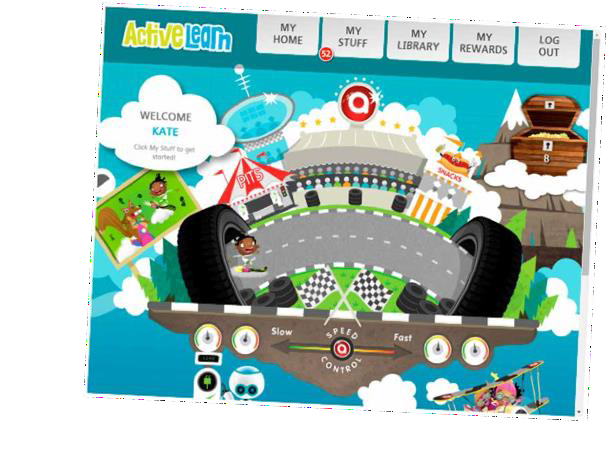 ActiveLearn
MY
HOME
MY
STUFF
52
MY
LIBRARY
MY
REWARDS
LOG
OUT
WELCOME
KATE
Click My Stuff to get
started!
a
PITS
SNACKS
8
Slow
SPEED
Fast
a
CONTROL